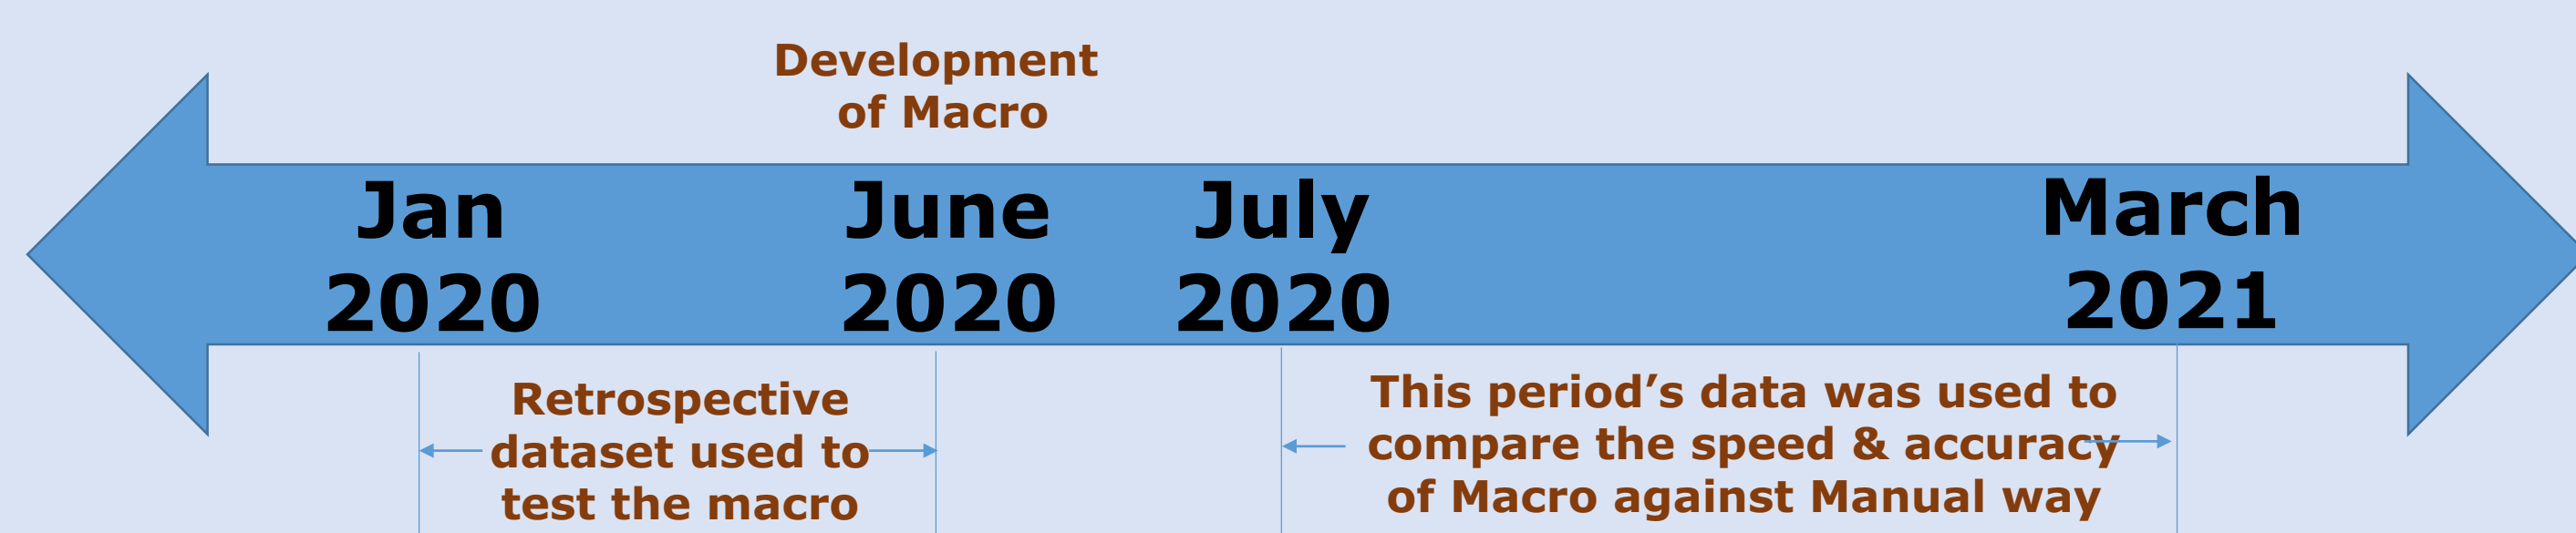 Development
of Macro
Jan
2020
June
2020
July
2020
March
2021
Retrospective
dataset used to
test the macro
This period’s data was used to
compare the speed & accuracy
of Macro against Manual way